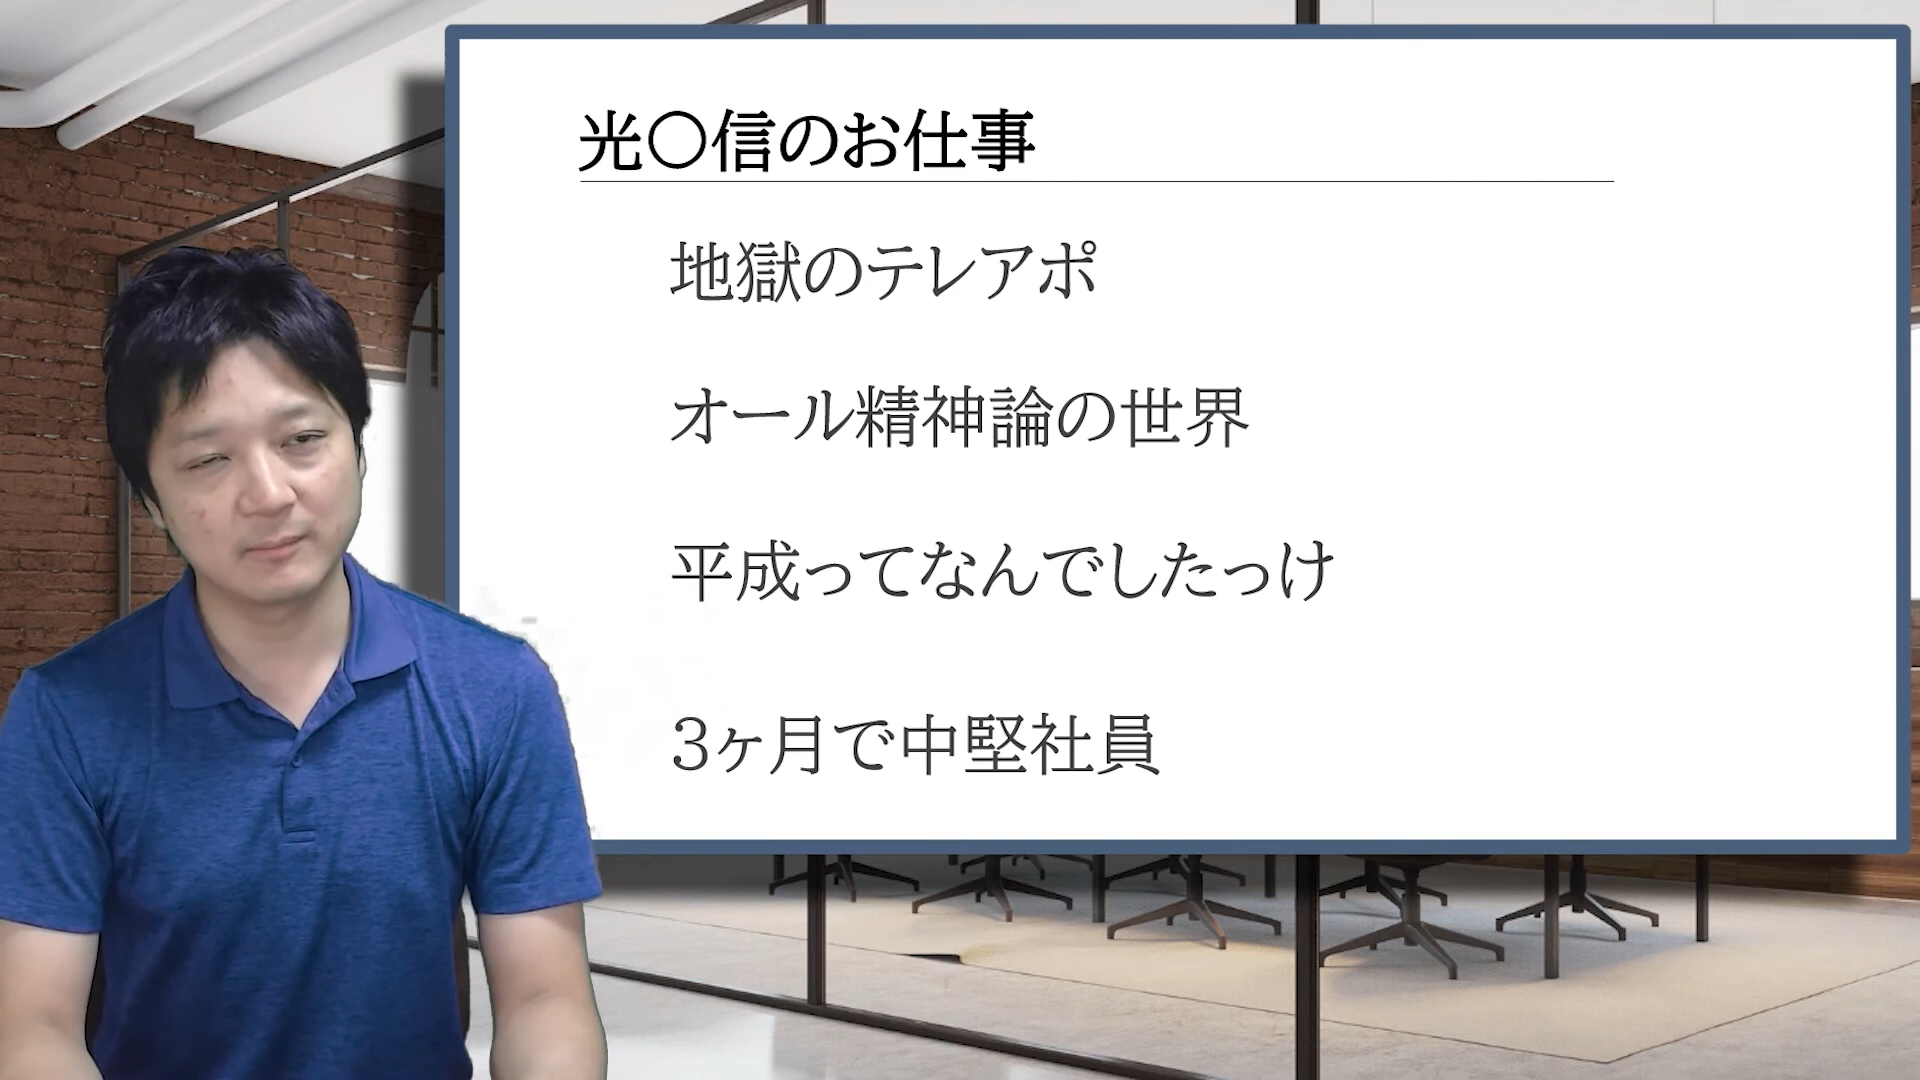 光〇信のお仕事
地獄のテレアポ
オール精神論の世界
平成ってなんでしたっけ
3ヶ月で中堅社員